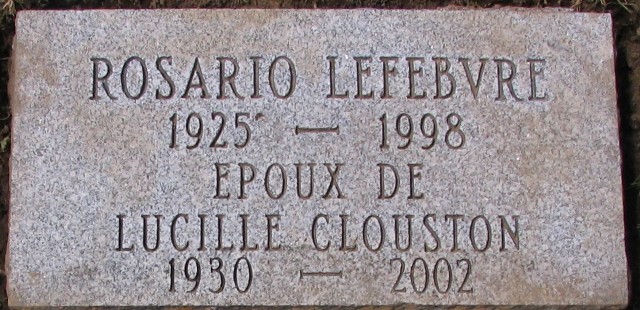 ROSARIO LEFEBVRE
1925 — 1998
EPOUX DE
LUCILLE CLOUSTON
1930 — 2002